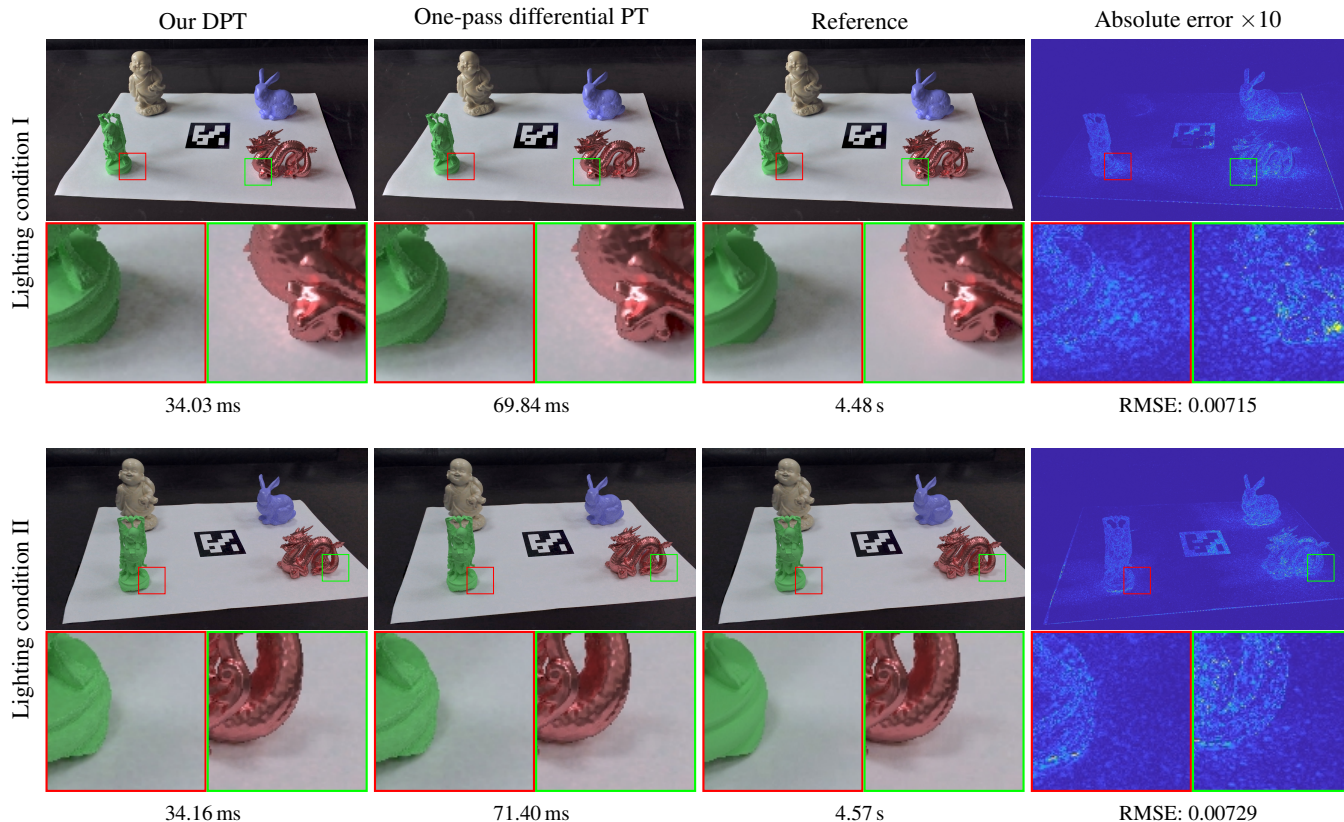 Our DPT
One-pass differential PT
Reference
Absolute error ×10
Lighting condition I
34.03 ms
69.84 ms
4.48 s
RMSE: 0.00715
Lighting condition II
34.16 ms
71.40 ms
4.57 s
RMSE: 0.00729